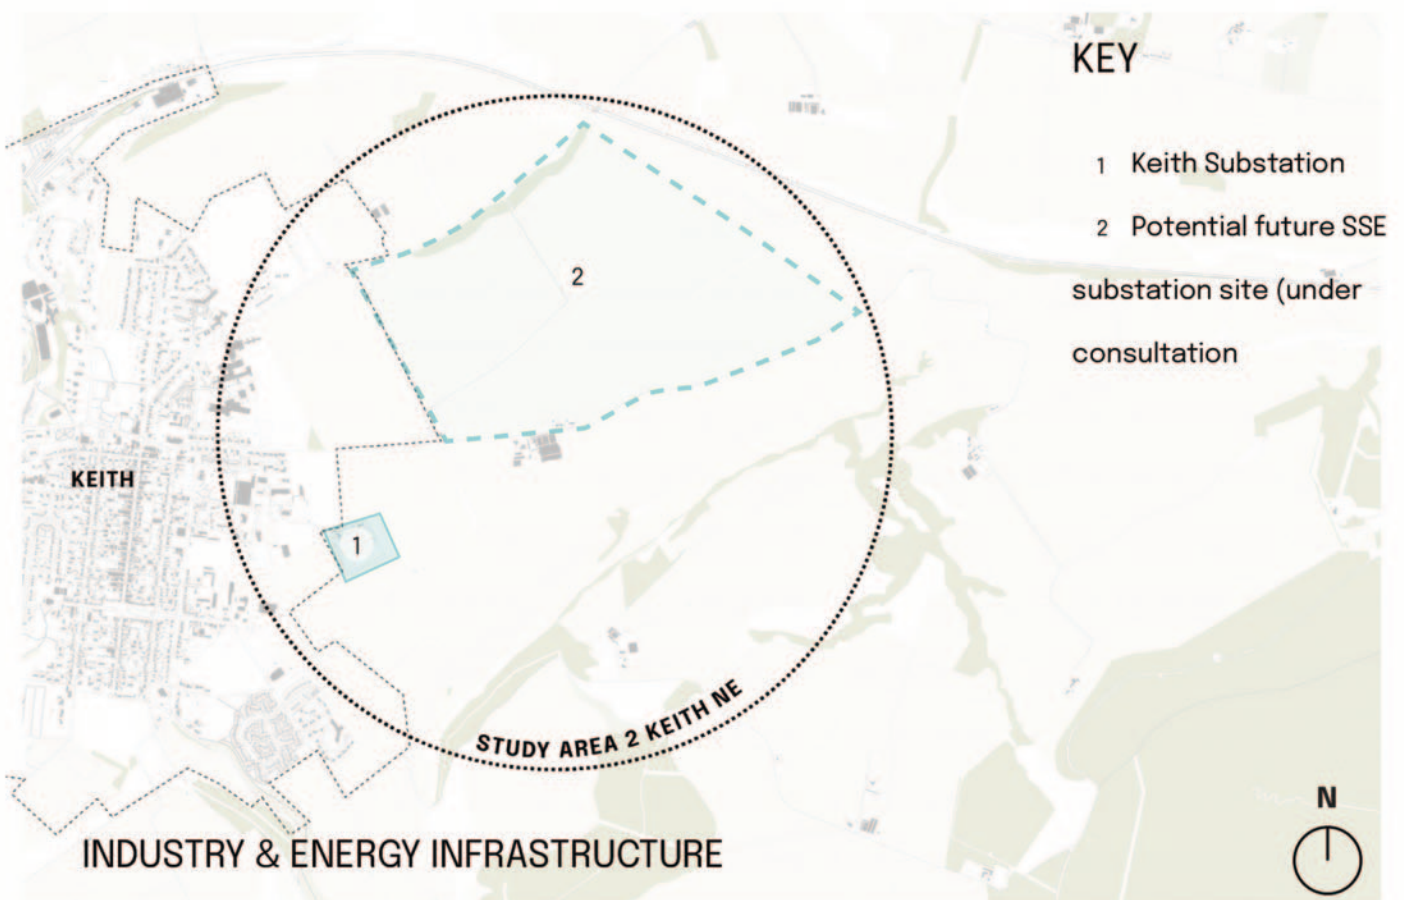 KEY
1 Keith Substation
2 Potential future SSE
substation site (under
consultation
2
KEITH
1
STUDY AREA 2 KEITH NE
N
INDUSTRY & ENERGY INFRASTRUCTURE